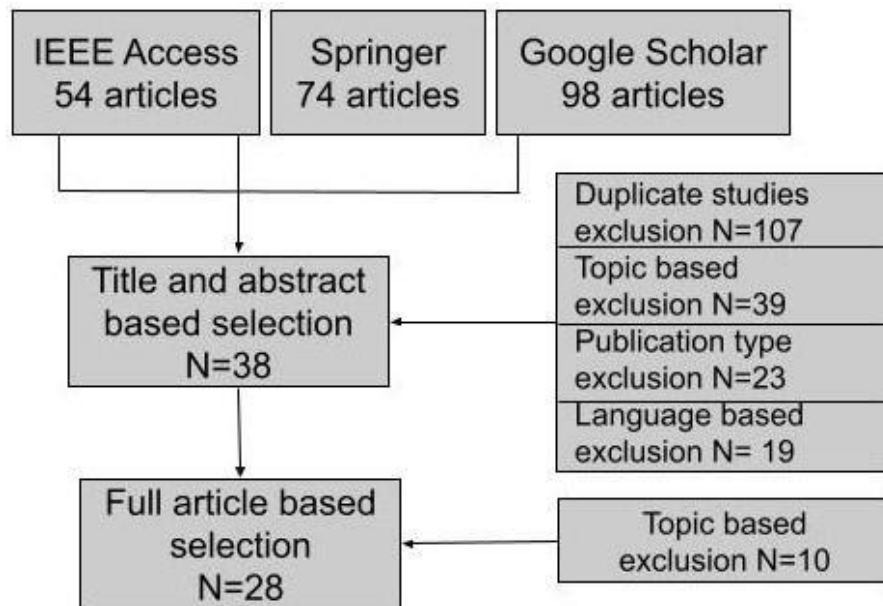 IEEE Access
54 articles
Springer
74 articles
Google Scholar
98 articles
Duplicate studies
exclusion N=107
Topic based
exclusion N=39
Publication type
exclusion N=23
Language based
exclusion N= 19
Title and abstract
based selection
N=38
Full article based
selection
N=28
Topic based
exclusion N=10